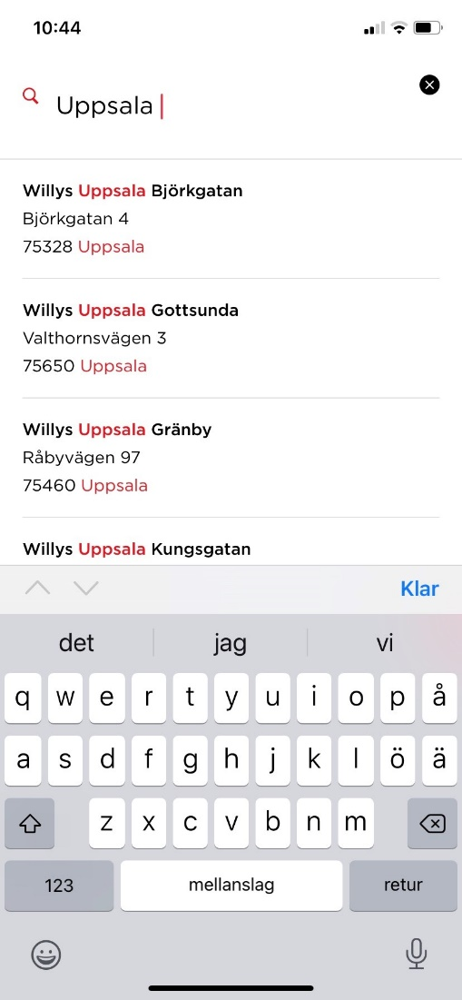 10:44
Uppsala
Willys Uppsala Björkgatan
Björkgatan 4
75328 Uppsala
Willys Uppsala Gottsunda
Valthornsvägen 3
75650 Uppsala
Willys Uppsala Gränby
Råbyvägen 97
75460 Uppsala
Willys Uppsala Kungsgatan
Klar
det jag vi
q w e r t y u i o p å
a s d f g h j k l ö ä
z x c v b n m
123 mellanslag retur